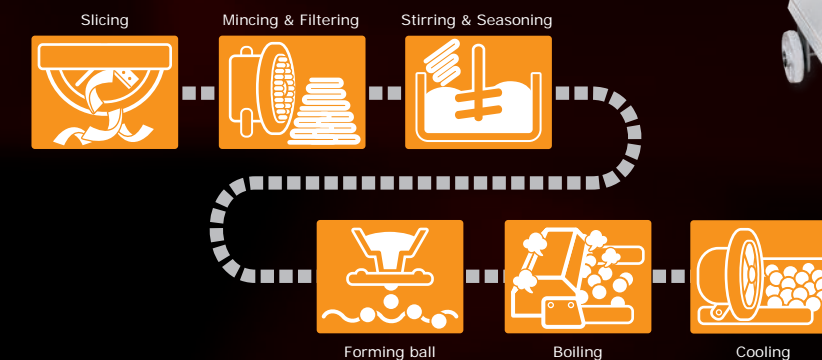 Slicing
Mincing & Filtering
Stirring & Seasoning
Forming ball
Boiling
Cooling